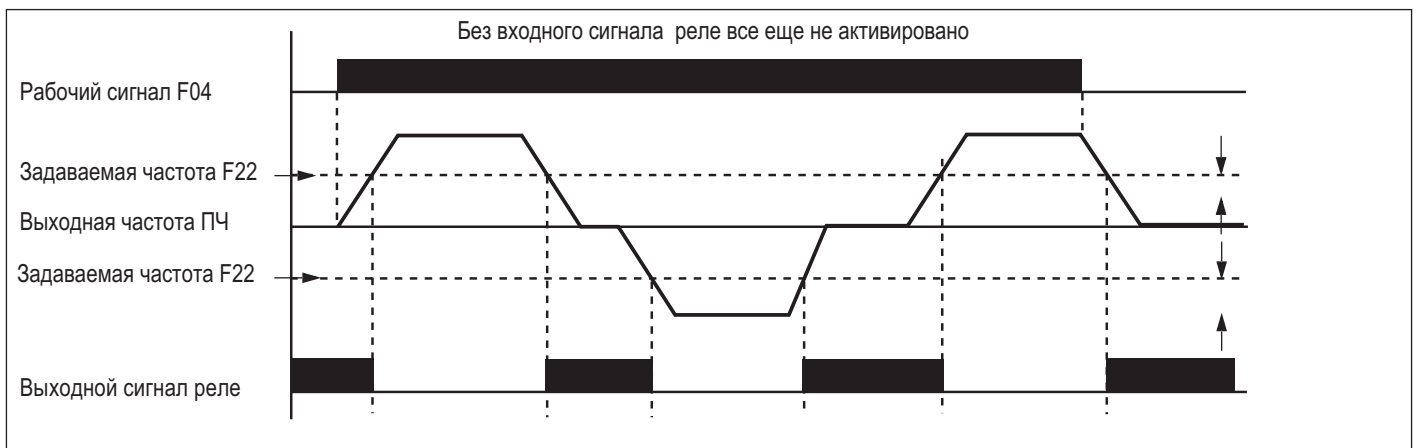 Без входного сигнала реле все еще не активировано
Рабочий сигнал F04
Задаваемая частота F22
Выходная частота ПЧ
Задаваемая частота F22
Выходной сигнал реле